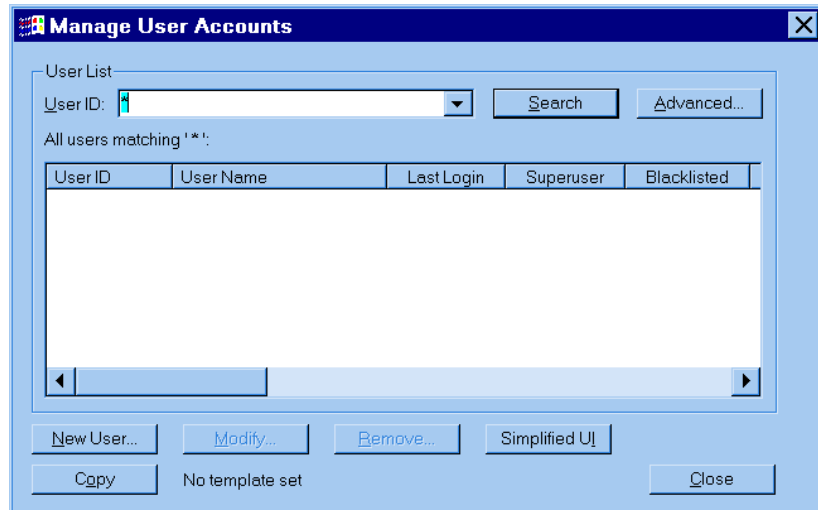 Manage User Accounts
User List
User ID: * Search Advanced...
All users matching '*':
User ID User Name Last Login Superuser Blacklisted
New User... Modify... Remove... Simplified UI
Copy No template set Close